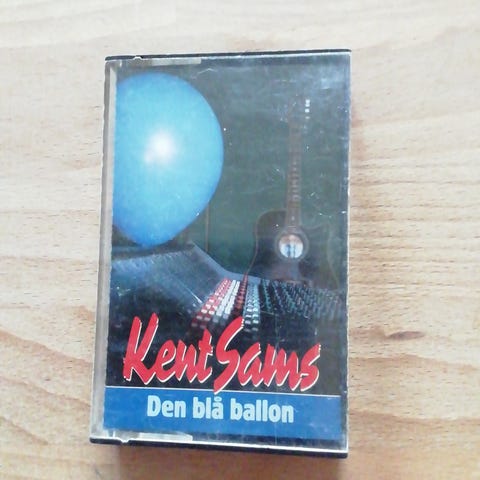 Kent Sams
Den blå ballon